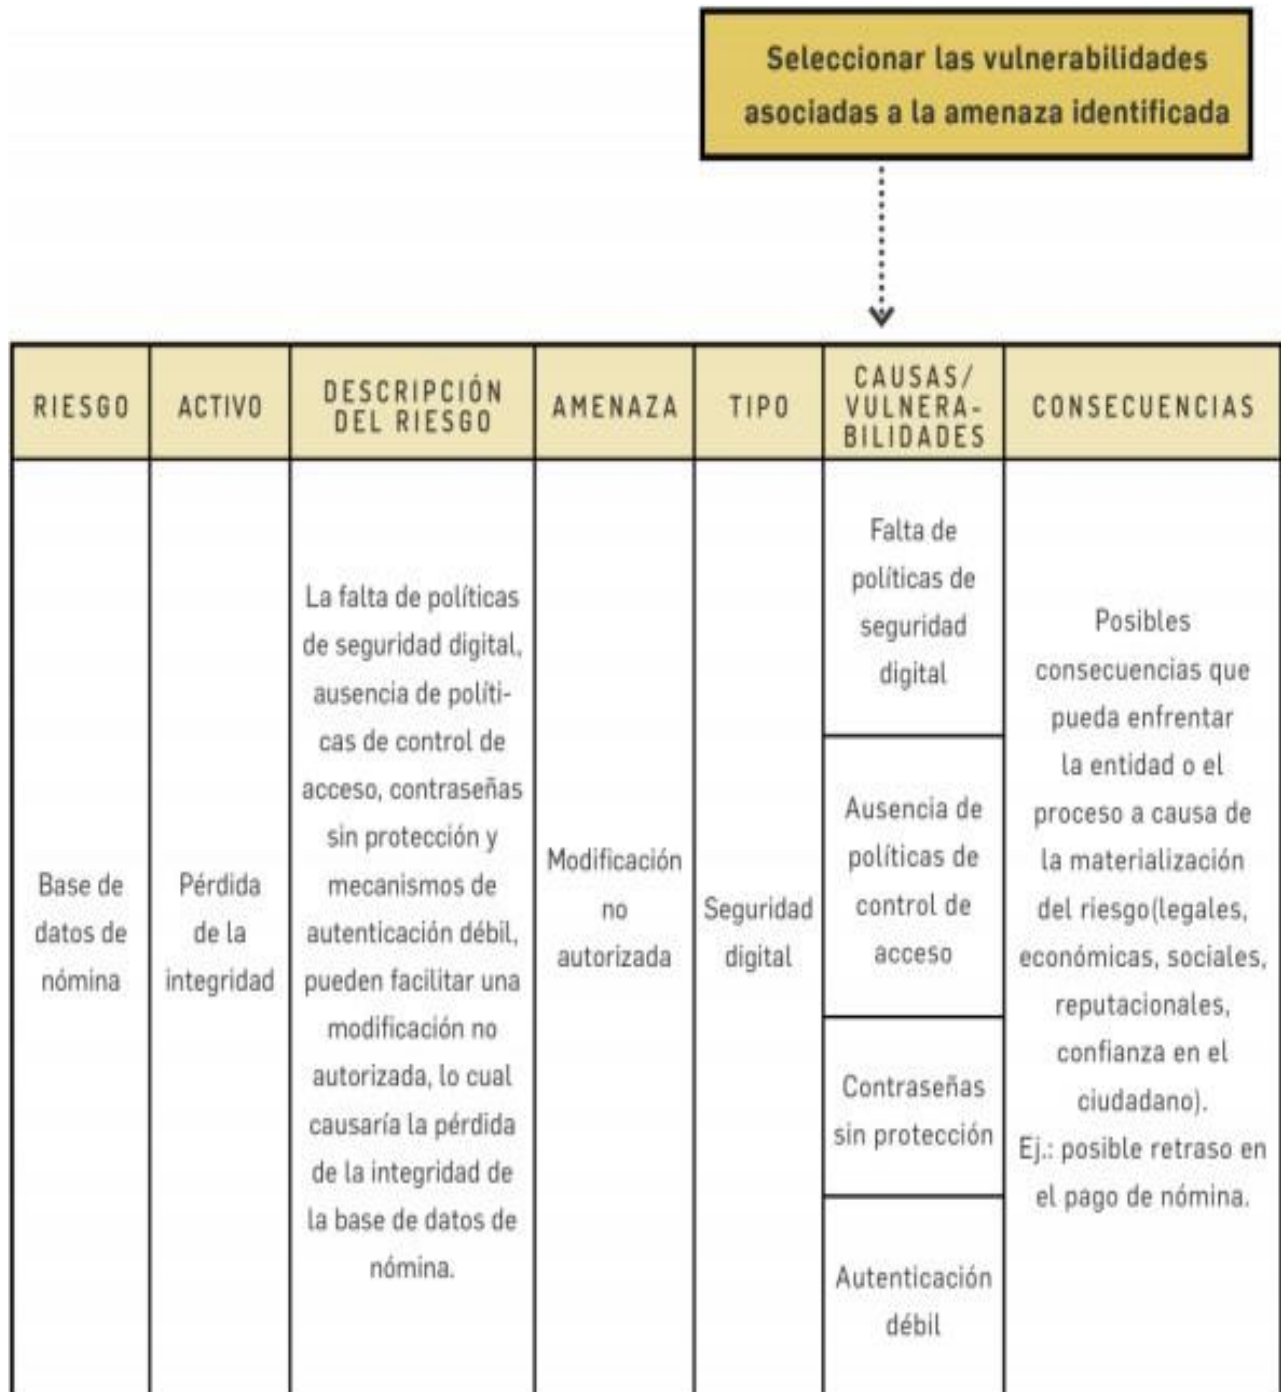 Seleccionar las vulnerabilidades
asociadas a la amenaza identificada
RIESGO
ACTIVO
DESCRIPCIÓN
DEL RIESGO
AMENAZA
TIPO
CAUSAS/
VULNERA-
BILIDADES
CONSECUENCIAS
Base de
datos de
nómina
Pérdida
de la
integridad
La falta de políticas
de seguridad digital,
ausencia de políti-
cas de control de
acceso, contraseñas
sin protección y
mecanismos de
autenticación débil,
pueden facilitar una
modificación no
autorizada, lo cual
causaría la pérdida
de la integridad de
la base de datos de
nómina.
Modificación
no
autorizada
Seguridad
digital
Falta de
políticas de
seguridad
digital
Ausencia de
políticas de
control de
acceso
Contraseñas
sin protección
Autenticación
débil
Posibles
consecuencias que
pueda enfrentar
la entidad o el
proceso a causa de
la materialización
del riesgo(legales,
económicas, sociales,
reputacionales,
confianza en el
ciudadano).
Ej.: posible retraso en
el pago de nómina.